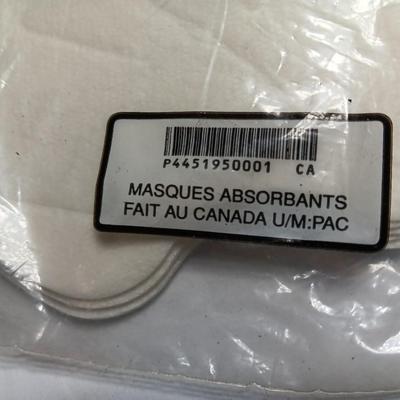 P4451950001 CA
MASQUES ABSORBANTS
FAIT AU CANADA U/M:PAC